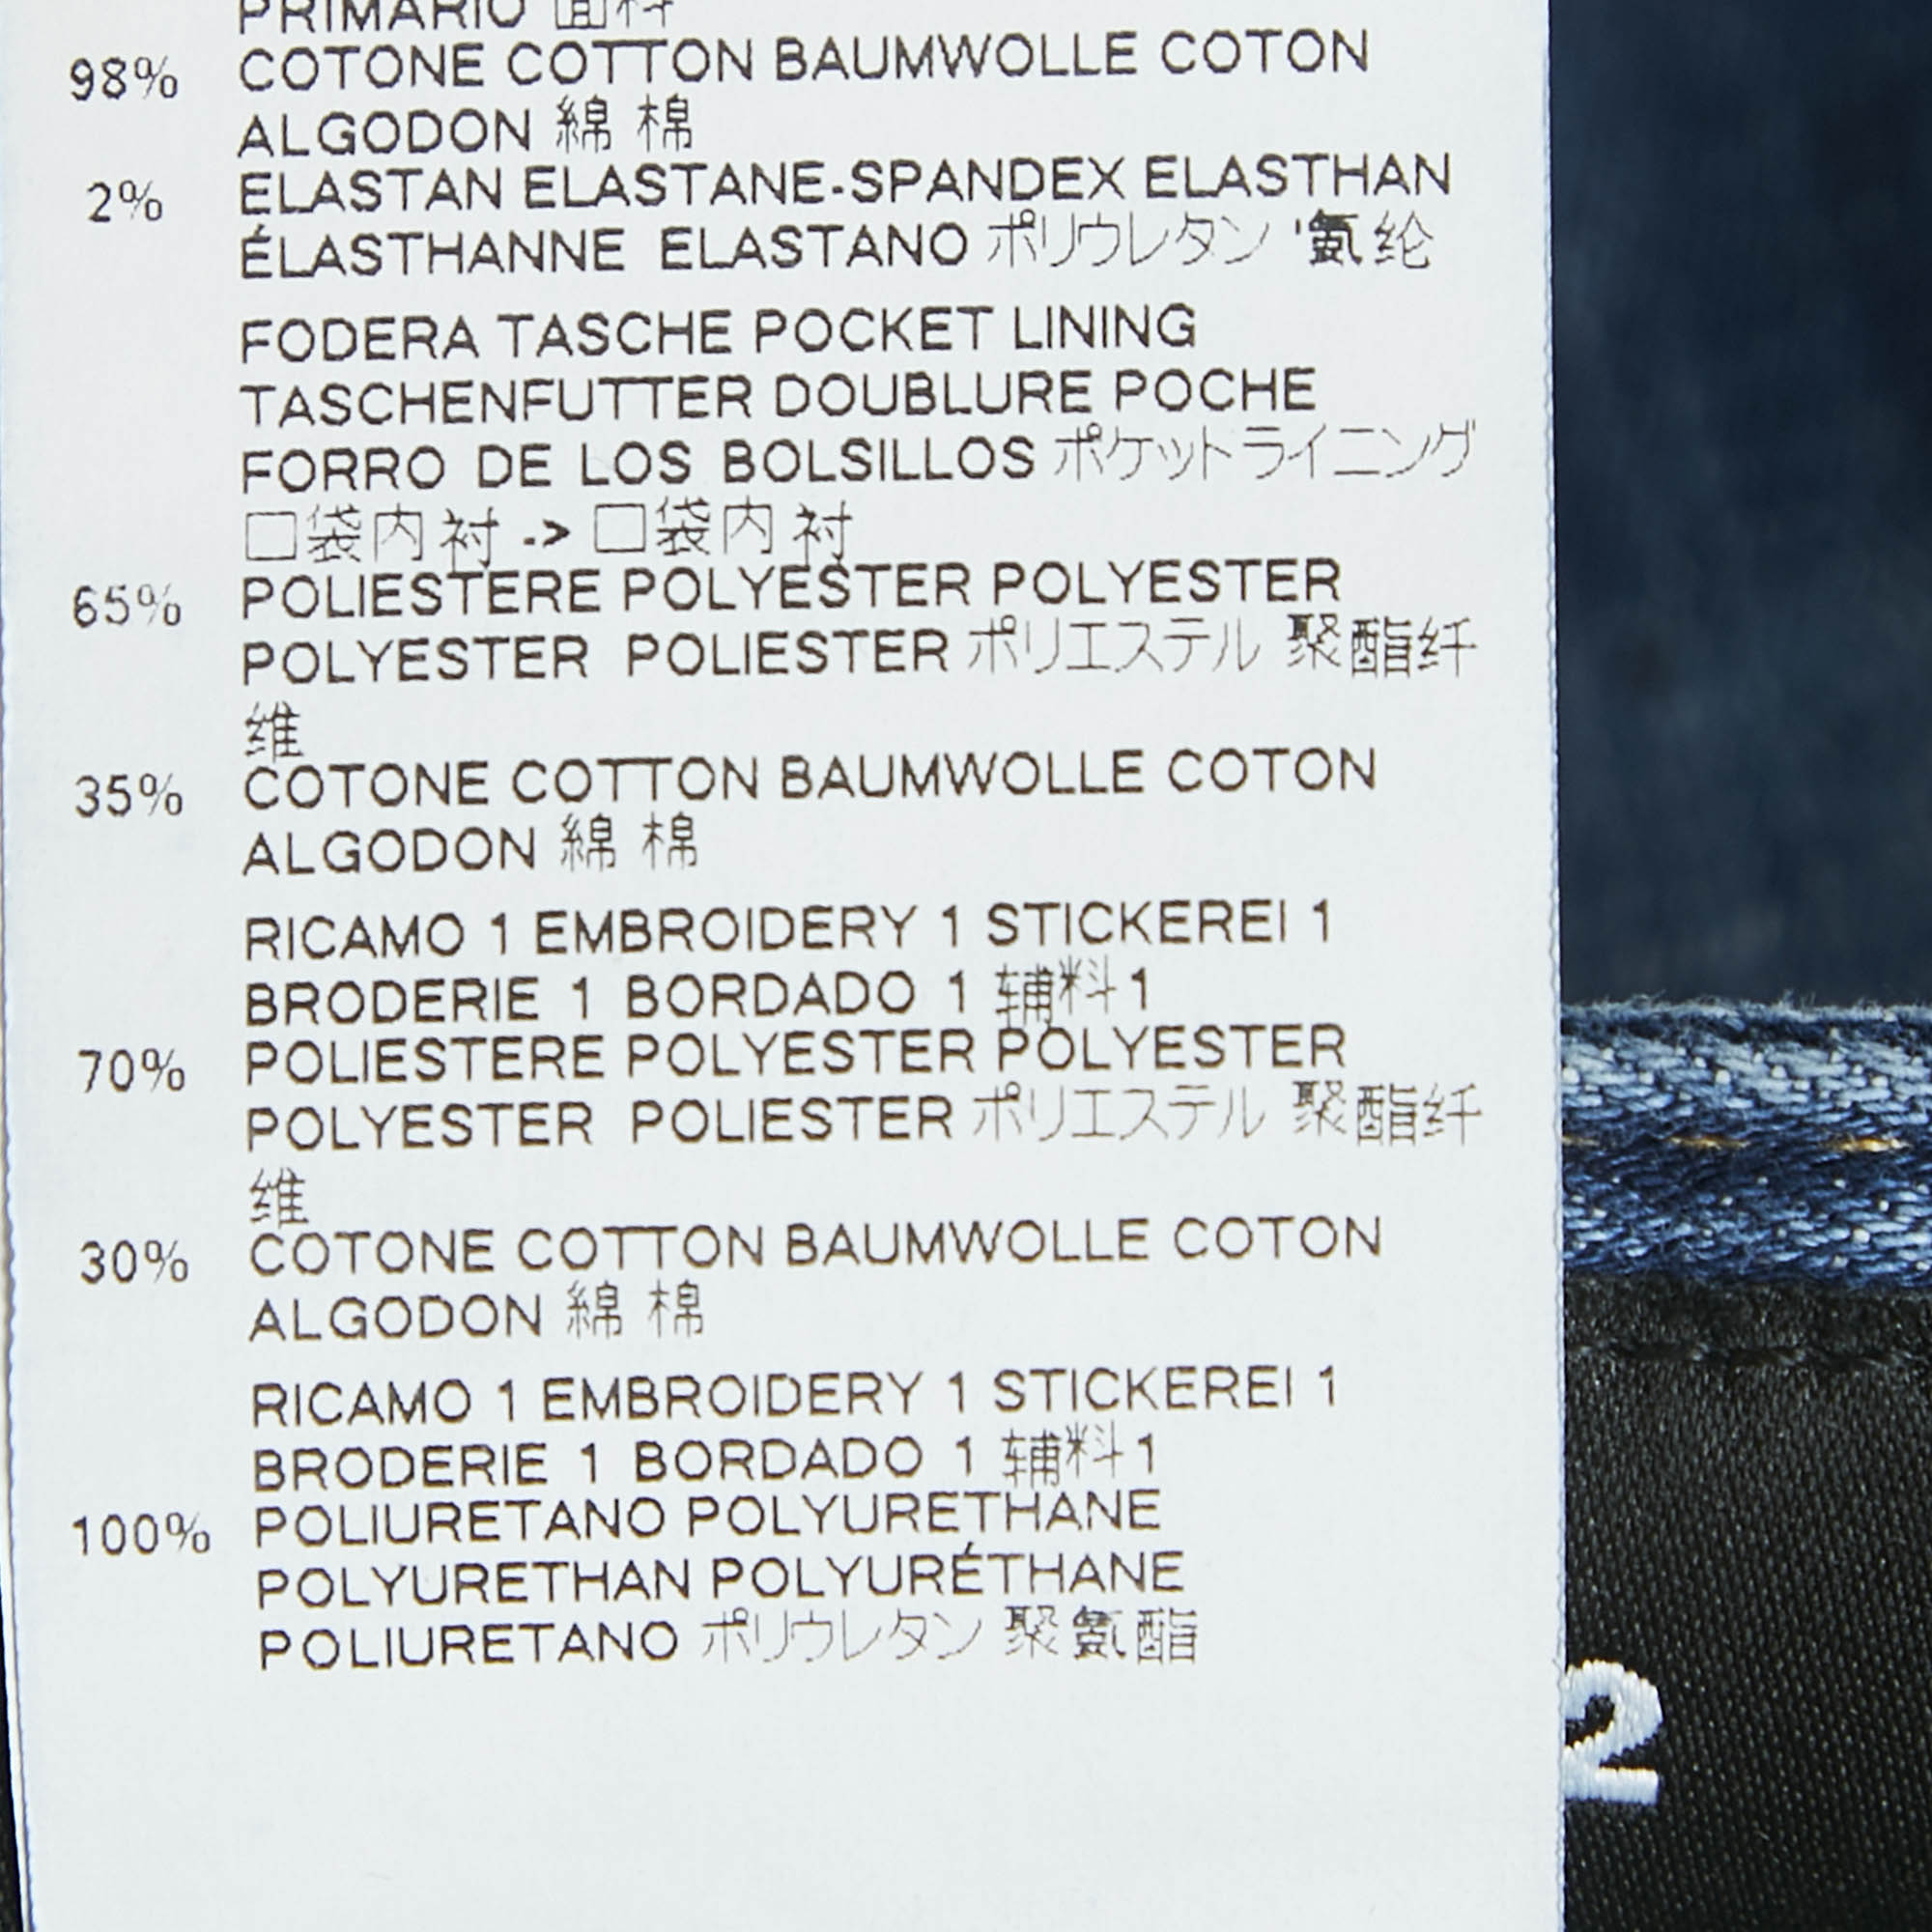 PRIMARIO 面料
98% COTONE COTTON BAUMWOLLE COTON
ALGODON 綿 棉
2% ELASTAN ELASTANE-SPANDEX ELASTHAN
ÉLASTHANNE ELASTANO ポリウレタン '氨纶
FODERA TASCHE POCKET LINING
TASCHENFUTTER DOUBLURE POCHE
FORRO DE LOS BOLSILLOS ポケットライニング
口袋内衬 -> 口袋内衬
65% POLIESTERE POLYESTER POLYESTER
POLYESTER POLIESTER ポリエステル 聚酯纤
维
35% COTONE COTTON BAUMWOLLE COTON
ALGODON 綿 棉
RICAMO 1 EMBROIDERY 1 STICKEREI 1
BRODERIE 1 BORDADO 1 辅料1
70% POLIESTERE POLYESTER POLYESTER
POLYESTER POLIESTER ポリエステル 聚酯纤
维
30% COTONE COTTON BAUMWOLLE COTON
ALGODON 綿 棉
RICAMO 1 EMBROIDERY 1 STICKEREI 1
BRODERIE 1 BORDADO 1 辅料1
100% POLIURETANO POLYURETHANE
POLYURETHAN POLYURÉTHANE
POLIURETANO ポリウレタン 聚氨酯
2